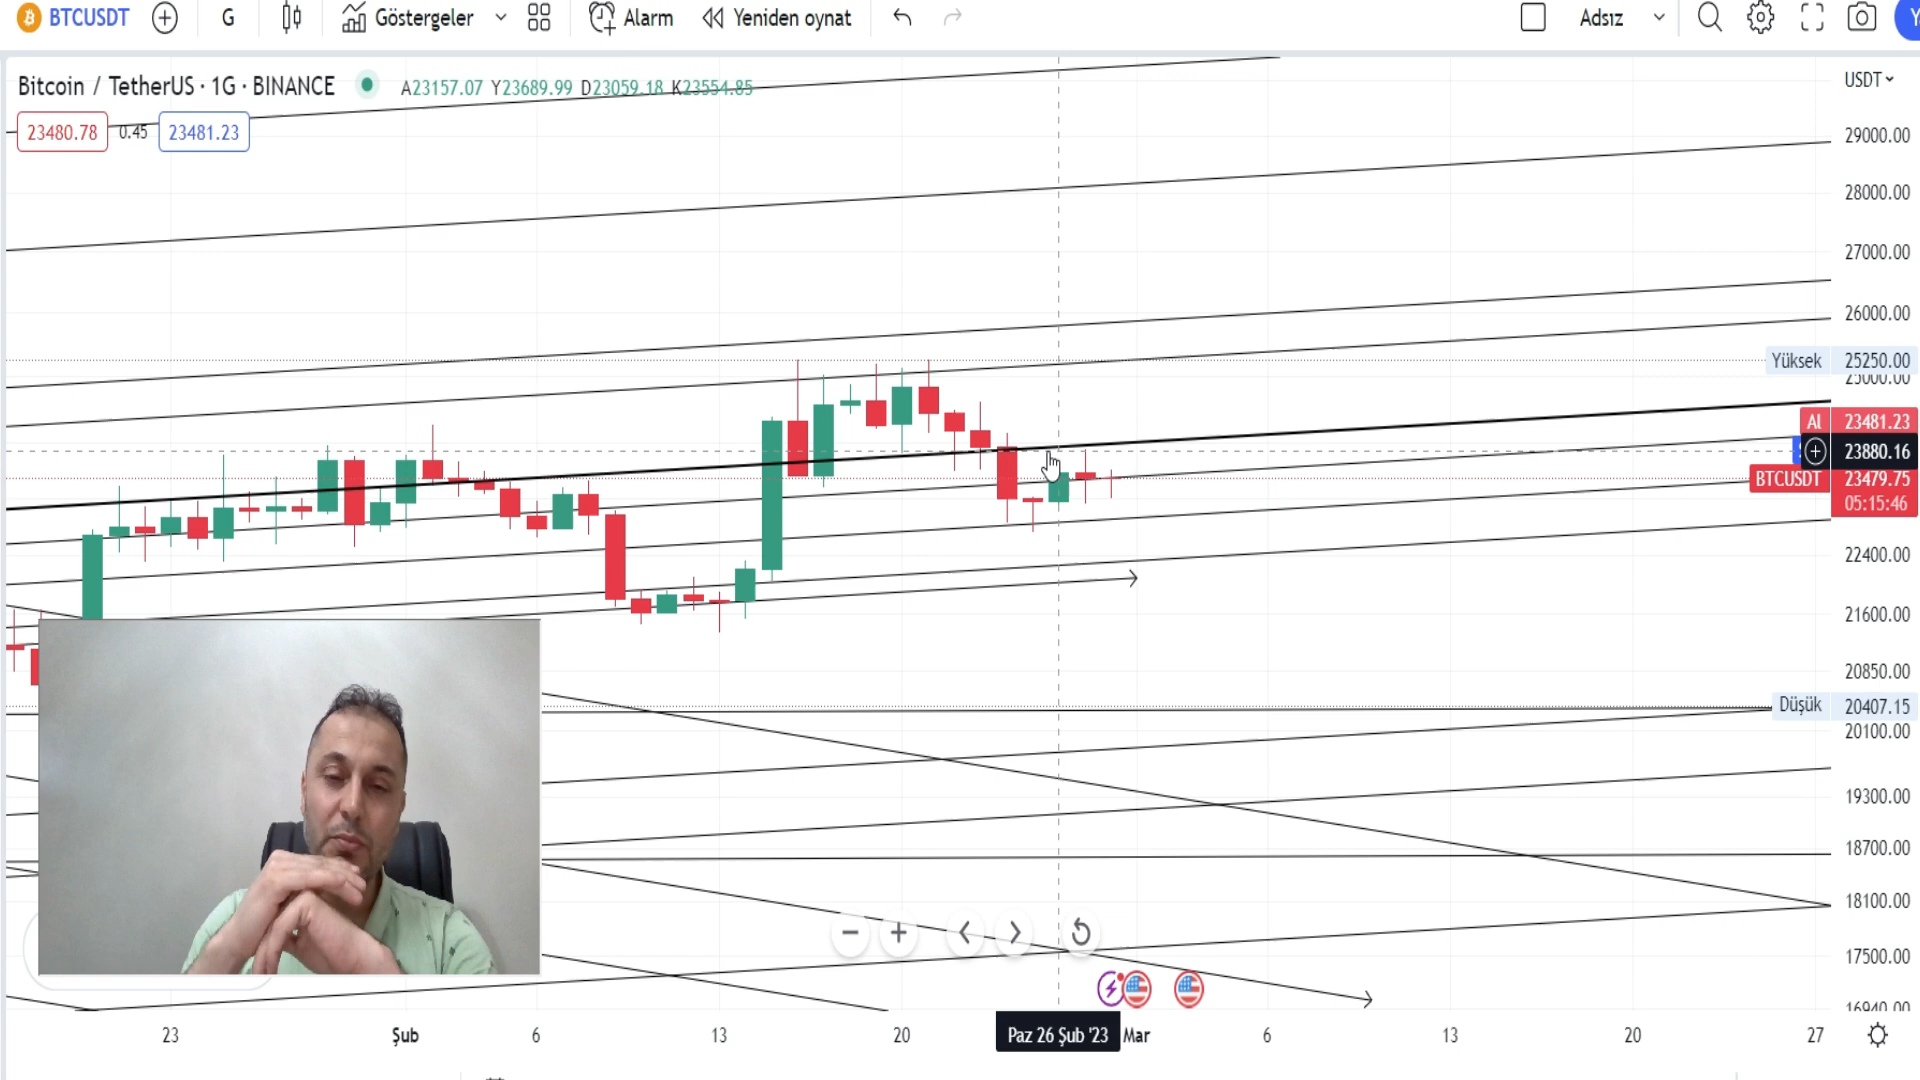 BTCUSDT G Göstergeler Alarm Yeniden oynat Adsız
Bitcoin / TetherUS · 1G · BINANCE A23157.07 Y23689.99 D23059.18 K23554.85
USDT
23480.78 0.45 23481.23
29000.00
28000.00
27000.00
26000.00
Yüksek 25250.00
25000.00
Al 23481.23
23880.16
BTCUSDT 23479.75
05:15:46
22400.00
21600.00
20850.00
Düşük 20407.15
20100.00
19300.00
18700.00
18100.00
17500.00
16940.00
23 Şub 6 13 20 Paz 26 Şub '23 Mar 6 13 20 27